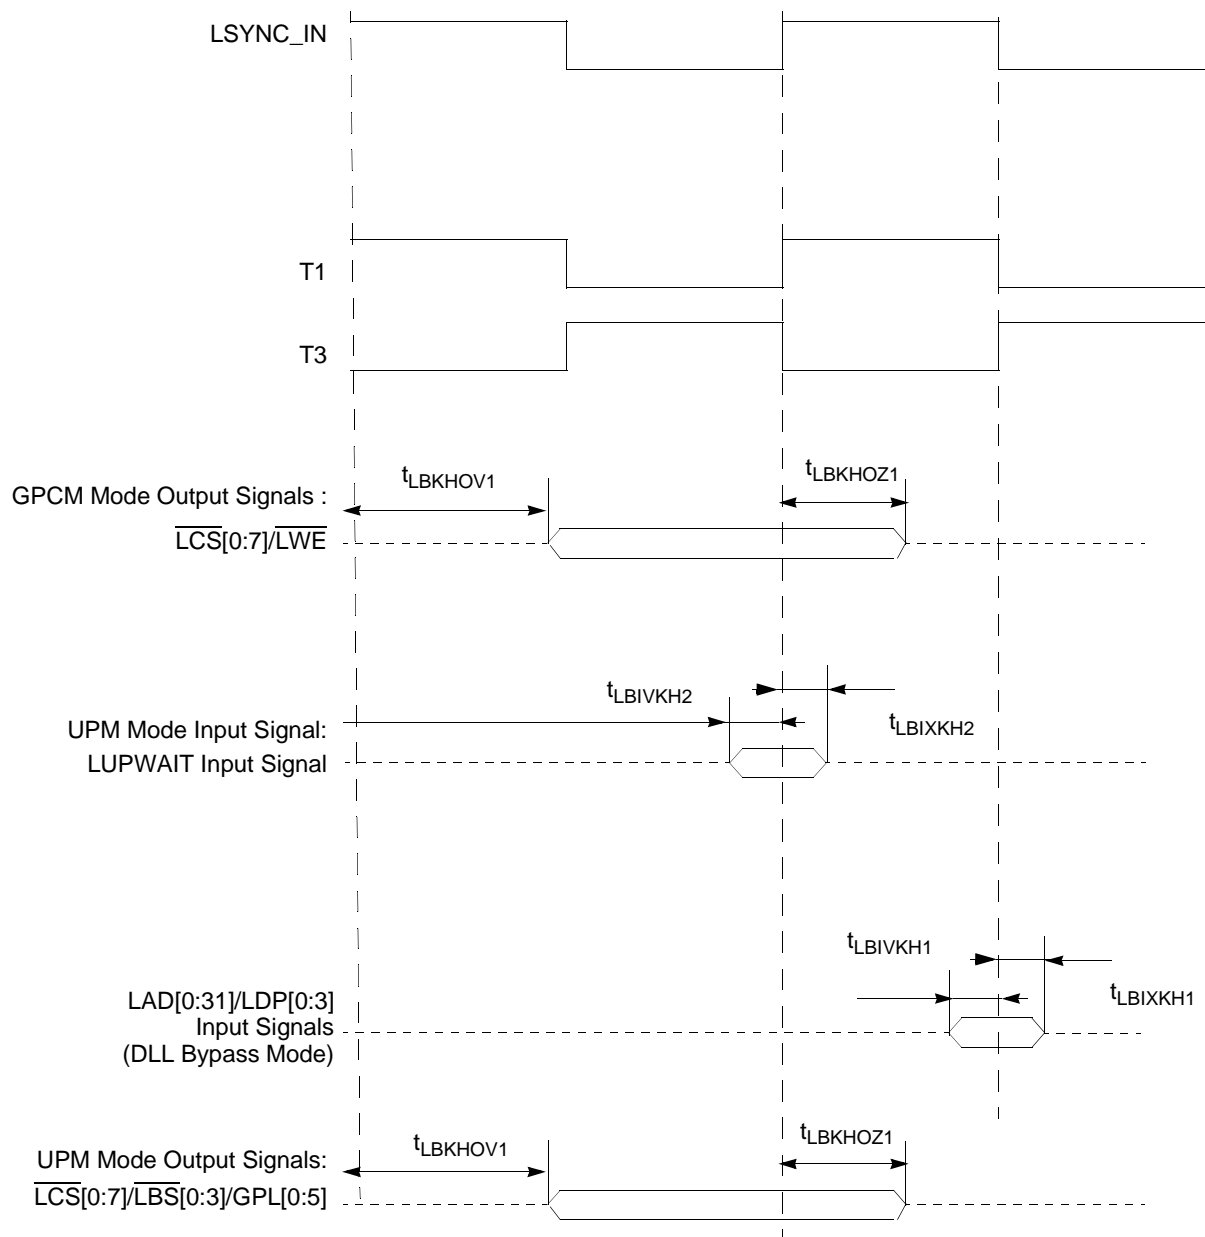 LSYNC_IN
T1
T3
tLBKHOV1
tLBKHOZ1
GPCM Mode Output Signals :
LCS[0:7]/LWE
tLBIVKH2
tLBIXKH2
UPM Mode Input Signal:
LUPWAIT Input Signal
tLBIVKH1
tLBIXKH1
LAD[0:31]/LDP[0:3]
Input Signals
(DLL Bypass Mode)
tLBKHOV1
tLBKHOZ1
UPM Mode Output Signals:
LCS[0:7]/LBS[0:3]/GPL[0:5]